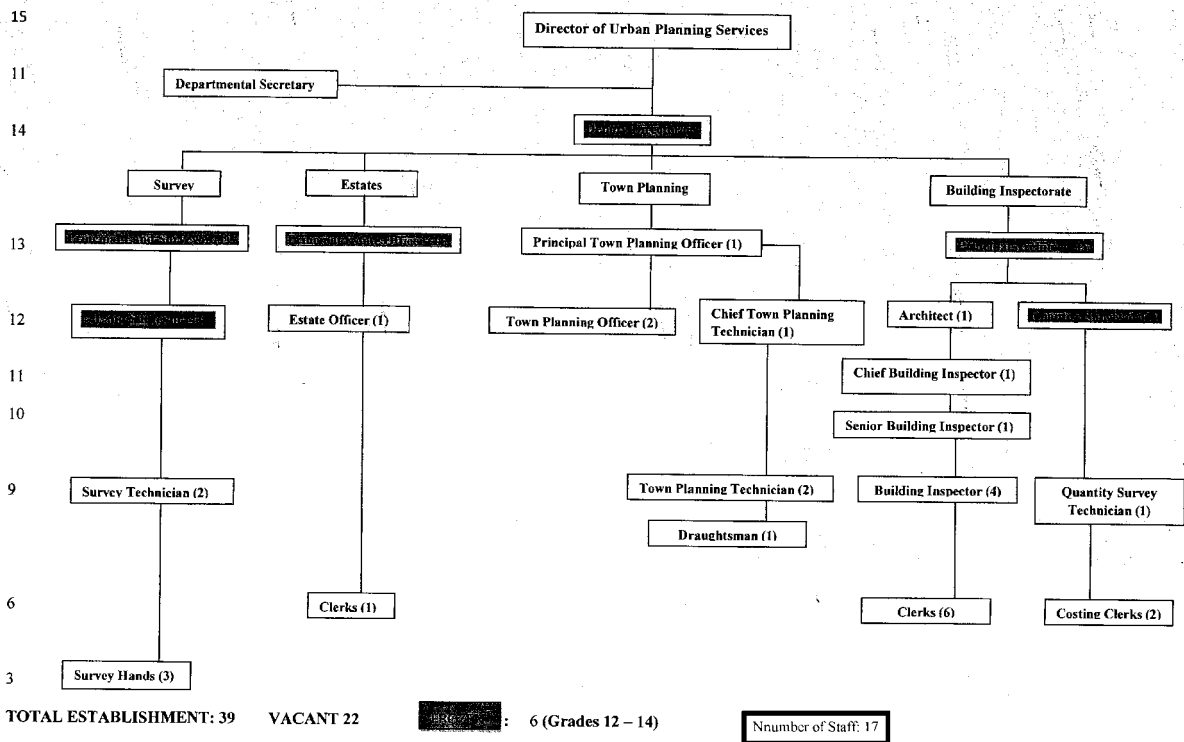 15
Director of Urban Planning Services
11
Departmental Secretary
14
Survey
Estates
Town Planning
Building Inspectorate
13
Principal Town Planning Officer (1)
12
Estate Officer (1)
Town Planning Officer (2)
Chief Town Planning
Technician (1)
Architect (1)
11
Chief Building Inspector (1)
10
Senior Building Inspector (1)
9
Survey Technician (2)
Town Planning Technician (2)
Building Inspector (4)
Quantity Survey
Technician (1)
Draughtsman (1)
6
Clerks (1)
Clerks (6)
Costing Clerks (2)
3
Survey Hands (3)
TOTAL ESTABLISHMENT: 39 VACANT 22 : 6 (Grades 12 – 14)
Nnumber of Staff: 17